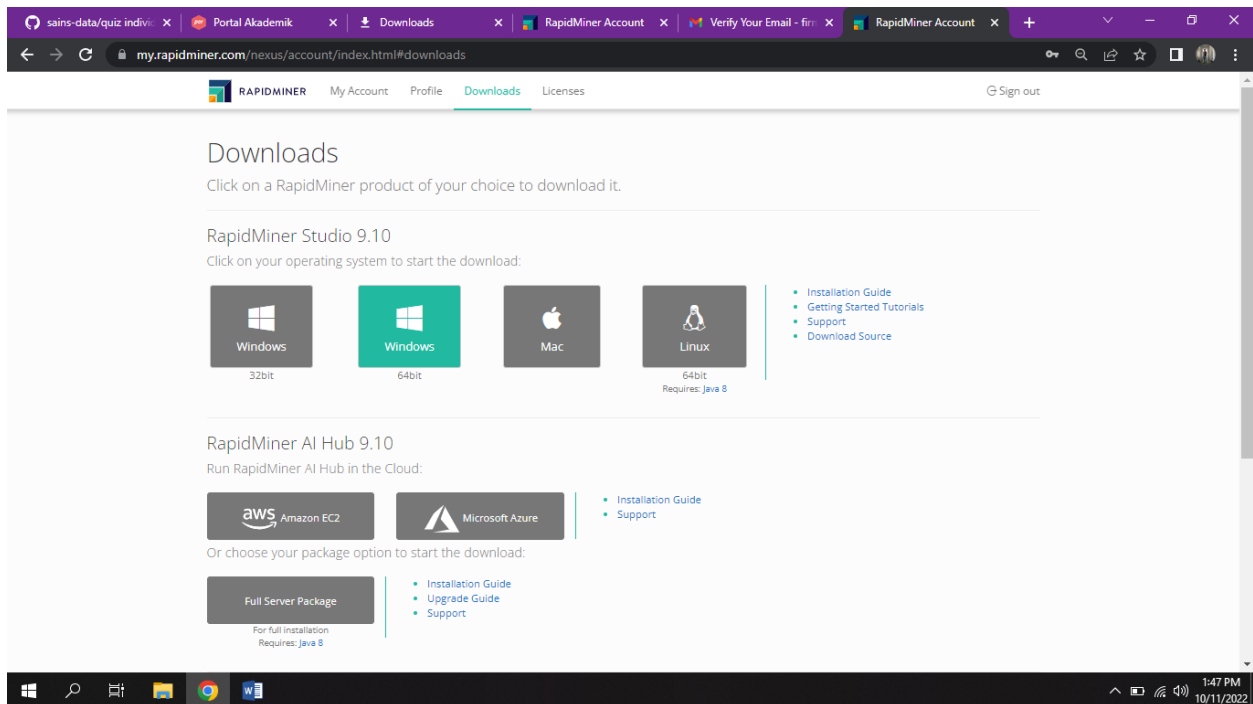 sains-data/quiz individ
Portal Akademik
Downloads
RapidMiner Account
Verify Your Email - firm
RapidMiner Account
my.rapidminer.com/nexus/account/index.html#downloads
RAPIDMINER My Account Profile Downloads Licenses Sign out
Downloads
Click on a RapidMiner product of your choice to download it.
RapidMiner Studio 9.10
Click on your operating system to start the download:
Windows
32bit
Windows
64bit
Mac
Linux
64bit
Requires: Java 8
• Installation Guide
• Getting Started Tutorials
• Support
• Download Source
RapidMiner AI Hub 9.10
Run RapidMiner AI Hub in the Cloud:
aws Amazon EC2
Microsoft Azure
• Installation Guide
• Support
Or choose your package option to start the download:
Full Server Package
For full installation
Requires: Java 8
• Installation Guide
• Upgrade Guide
• Support
1:47 PM
10/11/2022